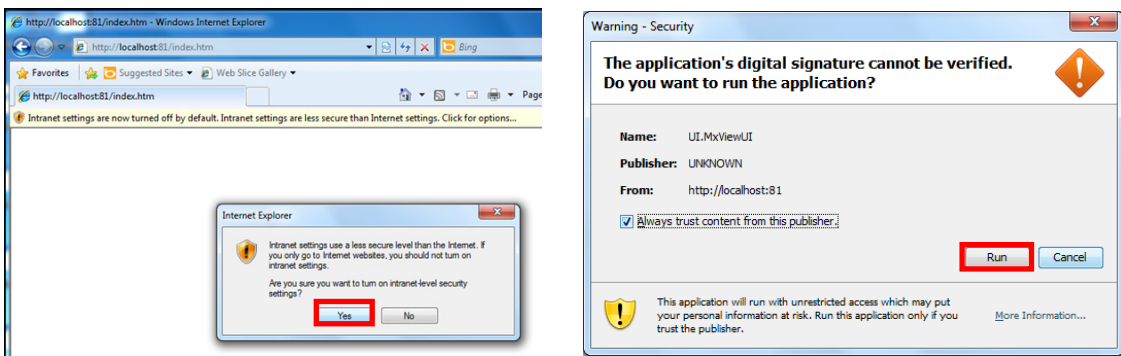 http://localhost:81/index.htm - Windows Internet Explorer
http://localhost:81/index.htm
Bing
Favorites
Suggested Sites
Web Slice Gallery
http://localhost:81/index.htm
Page
Intranet settings are now turned off by default. Intranet settings are less secure than Internet settings. Click for options...
Internet Explorer
Intranet settings use a less secure level than the Internet. If
you only go to Internet websites, you should not turn on
intranet settings.
Are you sure you want to turn on intranet-level security
settings?
Yes
No
Warning - Security
The application's digital signature cannot be verified.
Do you want to run the application?
Name: UI.MxViewUI
Publisher: UNKNOWN
From: http://localhost:81
Always trust content from this publisher.
Run
Cancel
This application will run with unrestricted access which may put
your personal information at risk. Run this application only if you
trust the publisher.
More Information...